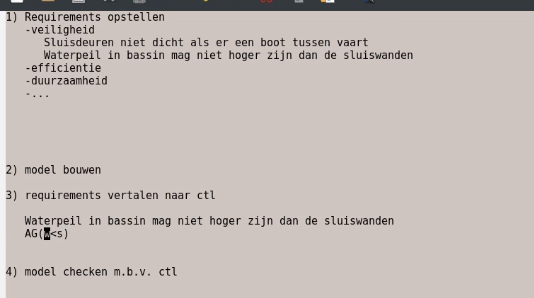 1) Requirements opstellen
-veiligheid
Sluisdeuren niet dicht als er een boot tussen vaart
Waterpeil in bassin mag niet hoger zijn dan de sluiswanden
-efficientie
-duurzaamheid
-...
2) model bouwen
3) requirements vertalen naar ctl
Waterpeil in bassin mag niet hoger zijn dan de sluiswanden
AG(w<s)
4) model checken m.b.v. ctl